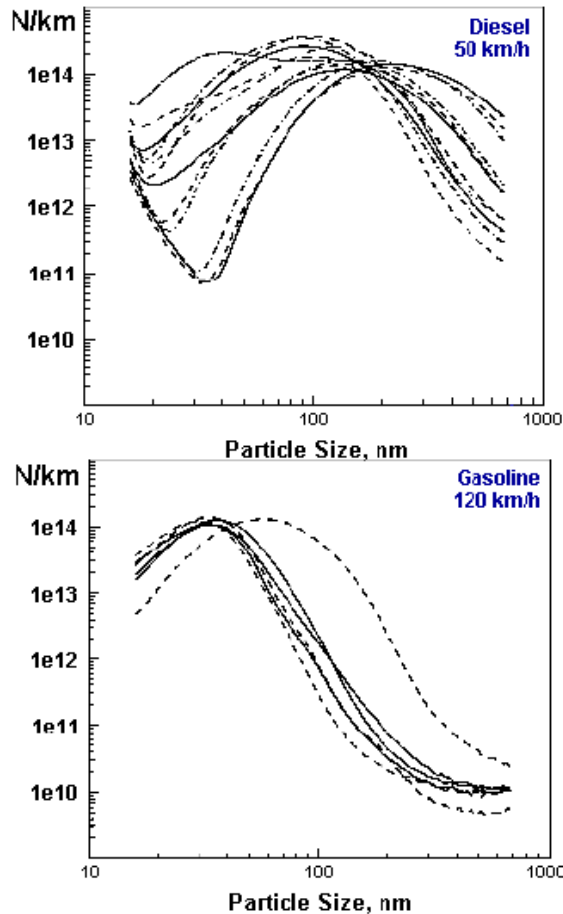 N/km
Diesel
50 km/h
1e14
1e13
1e12
1e11
1e10
10
100
1000
Particle Size, nm
N/km
Gasoline
120 km/h
1e14
1e13
1e12
1e11
1e10
10
100
1000
Particle Size, nm